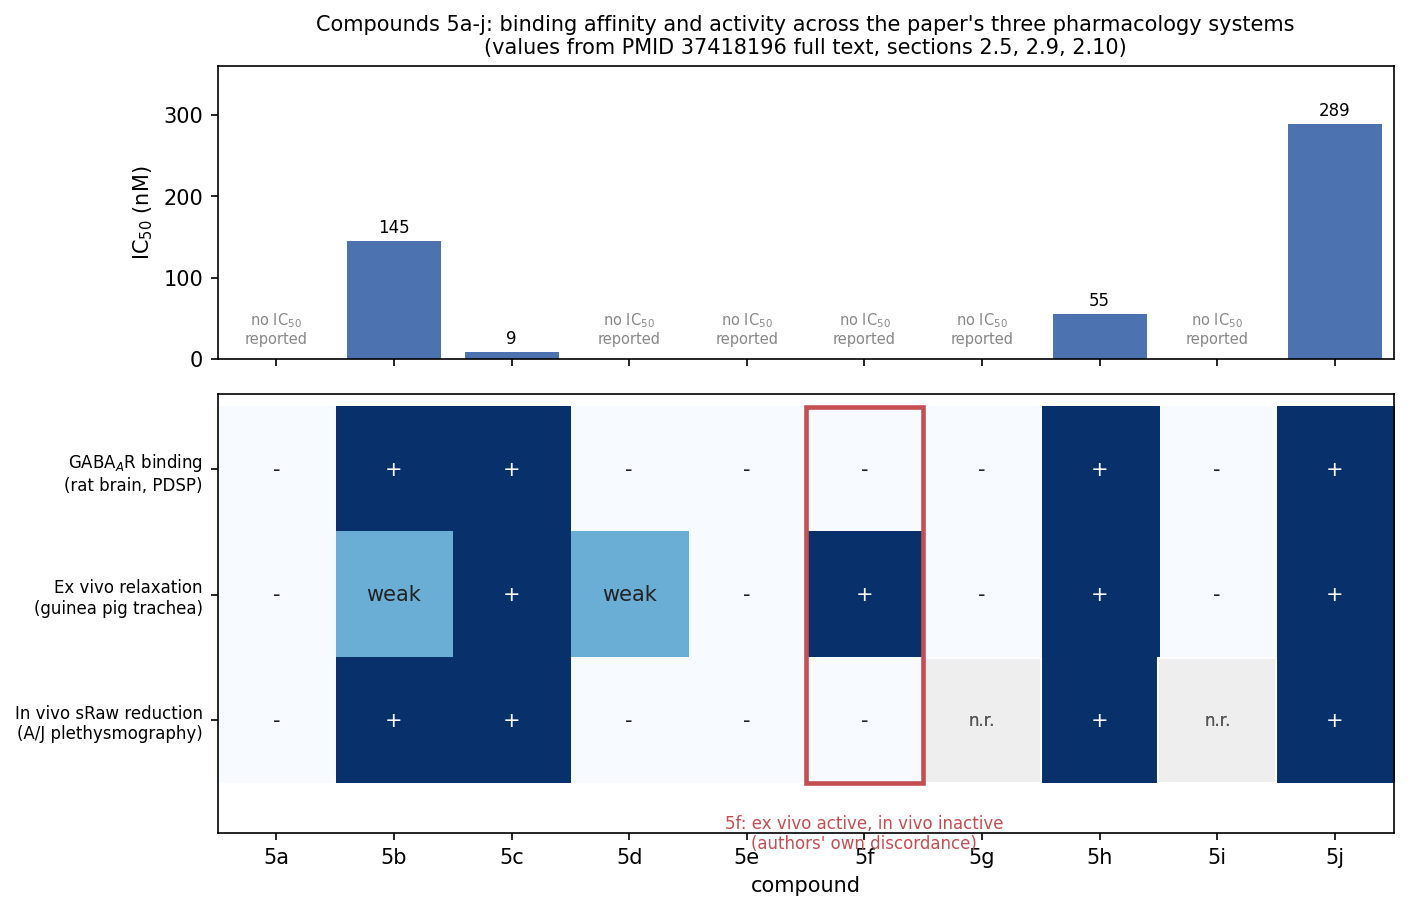 Compounds 5a-j: binding affinity and activity across the paper's three pharmacology systems
(values from PMID 37418196 full text, sections 2.5, 2.9, 2.10)
IC50 (nM)
300
200
100
0
no IC50
reported
145
9
no IC50
reported
no IC50
reported
no IC50
reported
no IC50
reported
55
no IC50
reported
289
GABAAR binding
(rat brain, PDSP)
- + + - - - - + - +
Ex vivo relaxation
(guinea pig trachea)
- weak + weak - + - + - +
In vivo sRaw reduction
(A/J plethysmography)
- + + - - - n.r. + n.r. +
5f: ex vivo active, in vivo inactive
(authors' own discordance)
5a 5b 5c 5d 5e 5f 5g 5h 5i 5j
compound